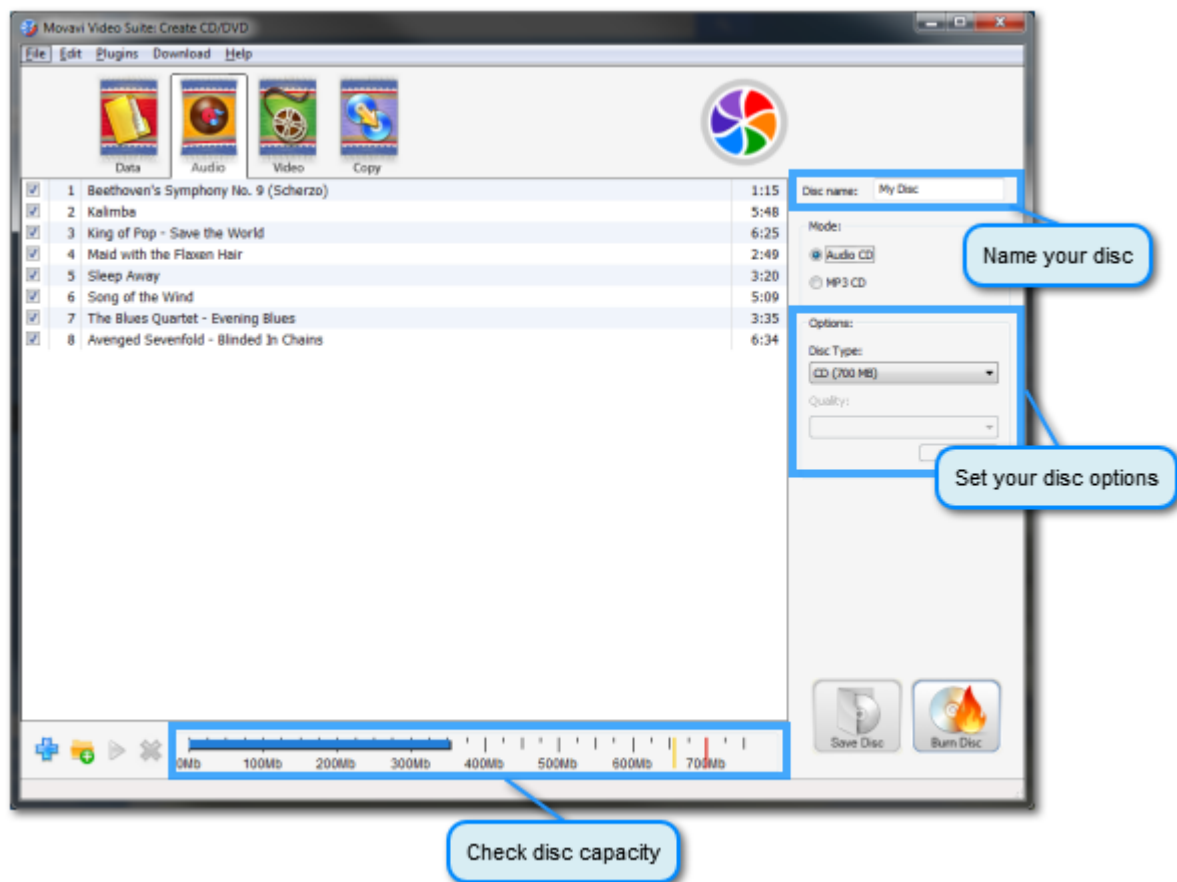 Movavi Video Suite: Create CD/DVD
File Edit Plugins Download Help
Data Audio Video Copy
1 Beethoven's Symphony No. 9 (Scherzo) 1:15
2 Kalimba 5:48
3 King of Pop - Save the World 6:25
4 Maid with the Flaxen Hair 2:49
5 Sleep Away 3:20
6 Song of the Wind 5:09
7 The Blues Quartet - Evening Blues 3:35
8 Avenged Sevenfold - Blinded In Chains 6:34
Disc name: My Disc
Mode:
Name your disc
Audio CD
MP3 CD
Options:
Disc Type:
CD (700 MB)
Quality:
Set your disc options
Save Disc Burn Disc
0Mb 100Mb 200Mb 300Mb 400Mb 500Mb 600Mb 700Mb
Check disc capacity